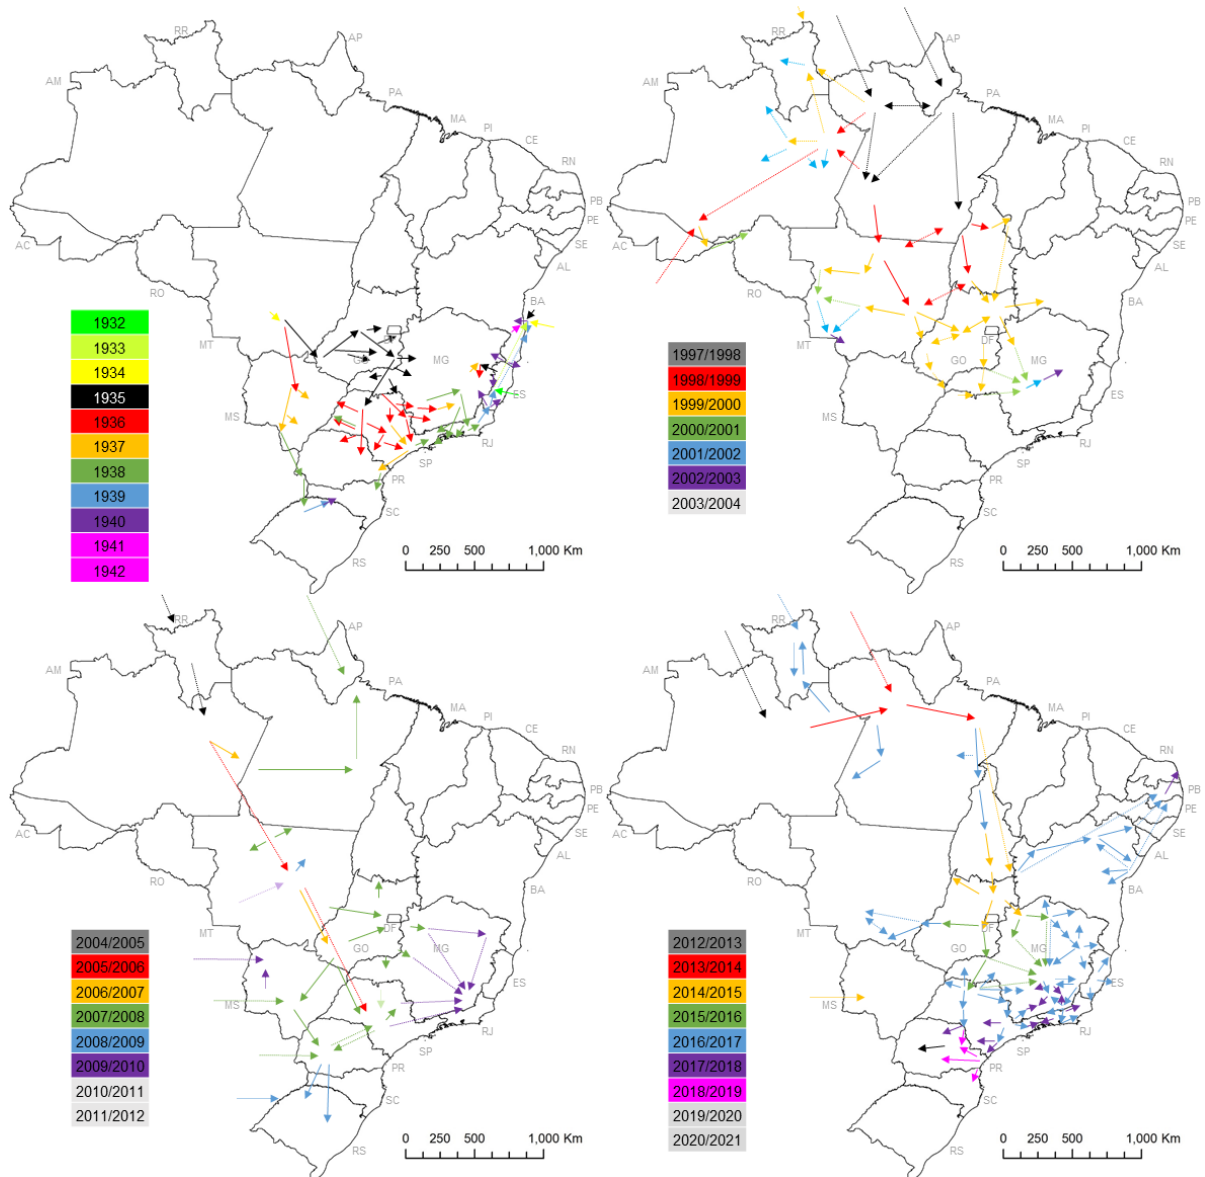 RR
AP
AM
PA
MA
PI
CE
RN
PB
PE
SE
AL
AC
RO
BA
MT
GO
MG
ES
MS
SP
RJ
PR
SC
RS
1932
1933
1934
1935
1936
1937
1938
1939
1940
1941
1942
0 250 500 1,000 Km
RR
AP
AM
PA
MA
PI
CE
RN
PB
PE
SE
AL
AC
RO
BA
MT
DF
GO
MG
ES
MS
SP
RJ
PR
SC
RS
1997/1998
1998/1999
1999/2000
2000/2001
2001/2002
2002/2003
2003/2004
0 250 500 1,000 Km
RR
AP
AM
PA
MA
PI
CE
RN
PB
PE
SE
AL
AC
RO
BA
MT
DF
GO
MG
ES
MS
SP
RJ
PR
SC
RS
2004/2005
2005/2006
2006/2007
2007/2008
2008/2009
2009/2010
2010/2011
2011/2012
0 250 500 1,000 Km
RR
AP
AM
PA
MA
PI
CE
RN
PB
PE
SE
AL
AC
RO
BA
MT
DF
GO
MG
ES
MS
SP
RJ
PR
SC
RS
2012/2013
2013/2014
2014/2015
2015/2016
2016/2017
2017/2018
2018/2019
2019/2020
2020/2021
0 250 500 1,000 Km